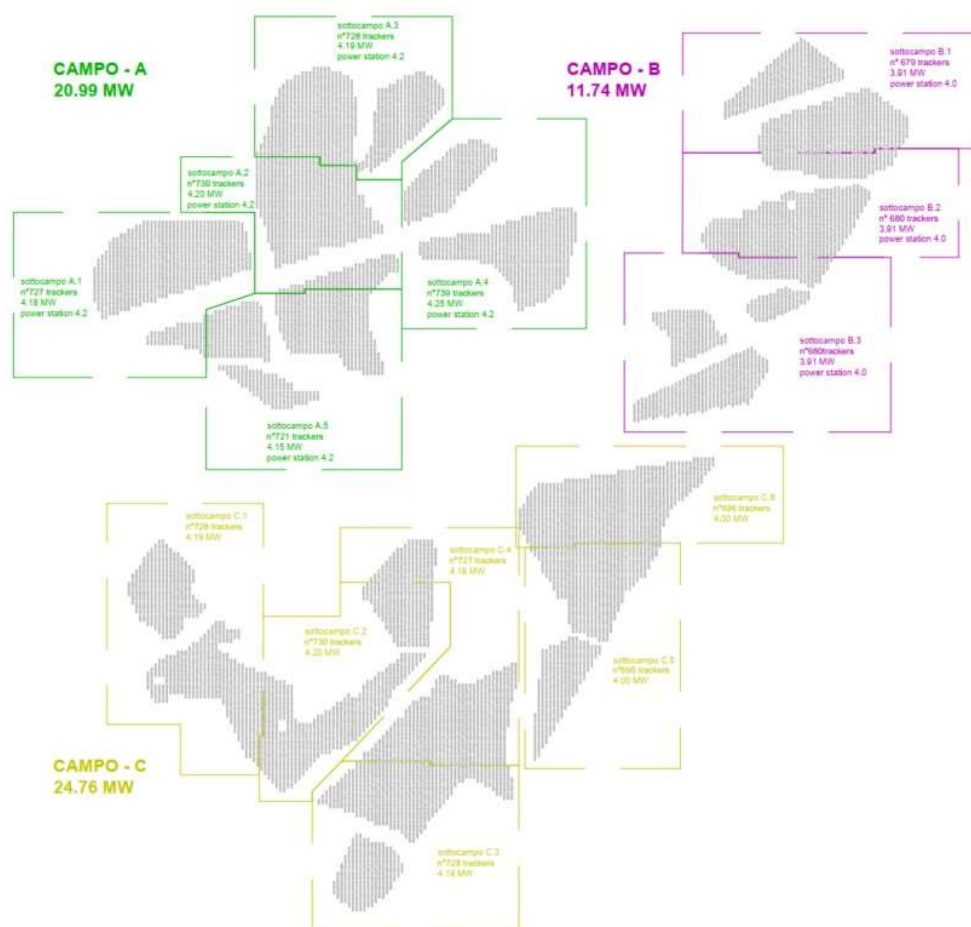 CAMPO - A
20.99 MW
sottocampo A.3
n°728 trackers
4.19 MW
power station 4.2
sottocampo A.2
n°730 trackers
4.20 MW
power station 4.2
sottocampo A.1
n°727 trackers
4.18 MW
power station 4.2
sottocampo A.4
n°739 trackers
4.25 MW
power station 4.2
sottocampo A.5
n°721 trackers
4.15 MW
power station 4.2
CAMPO - B
11.74 MW
sottocampo B.1
n° 679 trackers
3.91 MW
power station 4.0
sottocampo B.2
n° 680 trackers
3.91 MW
power station 4.0
sottocampo B.3
n°680trackers
3.91 MW
power station 4.0
CAMPO - C
24.76 MW
sottocampo C.1
n°728 trackers
4.19 MW
sottocampo C.2
n°730 trackers
4.20 MW
sottocampo C.4
n°727 trackers
4.18 MW
sottocampo C.6
n°696 trackers
4.00 MW
sottocampo C.5
n°696 trackers
4.00 MW
sottocampo C.3
n°728 trackers
4.19 MW